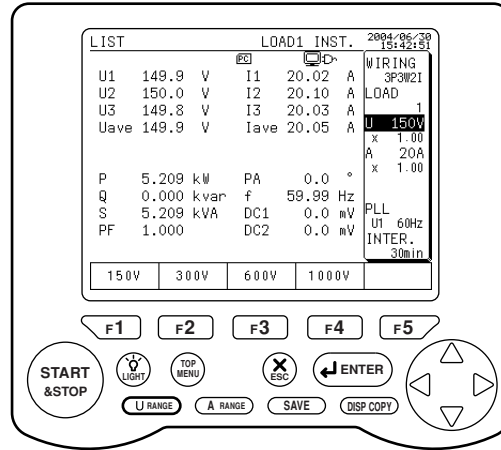 LIST LOAD1 INST. 2004/06/30
15:42:51
PC
WIRING
3P3W2I
LOAD
1
U 150V
x 1.00
A 20A
x 1.00
PLL
U1 60Hz
INTER.
30min
U1 149.9 V I1 20.02 A
U2 150.0 V I2 20.10 A
U3 149.8 V I3 20.03 A
Uave 149.9 V Iave 20.05 A
P 5.209 kW PA 0.0 °
Q 0.000 kvar f 59.99 Hz
S 5.209 kVA DC1 0.0 mV
PF 1.000 DC2 0.0 mV
150V 300V 600V 1000V
F1 F2 F3 F4 F5
START
&STOP
LIGHT
TOP
MENU
ESC
ENTER
U RANGE
A RANGE
SAVE
DISP COPY